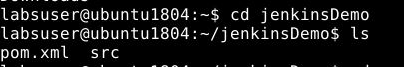 labsuser@ubuntu1804:~$ cd jenkinsDemo
labsuser@ubuntu1804:~/jenkinsDemo$ ls
pom.xml  src